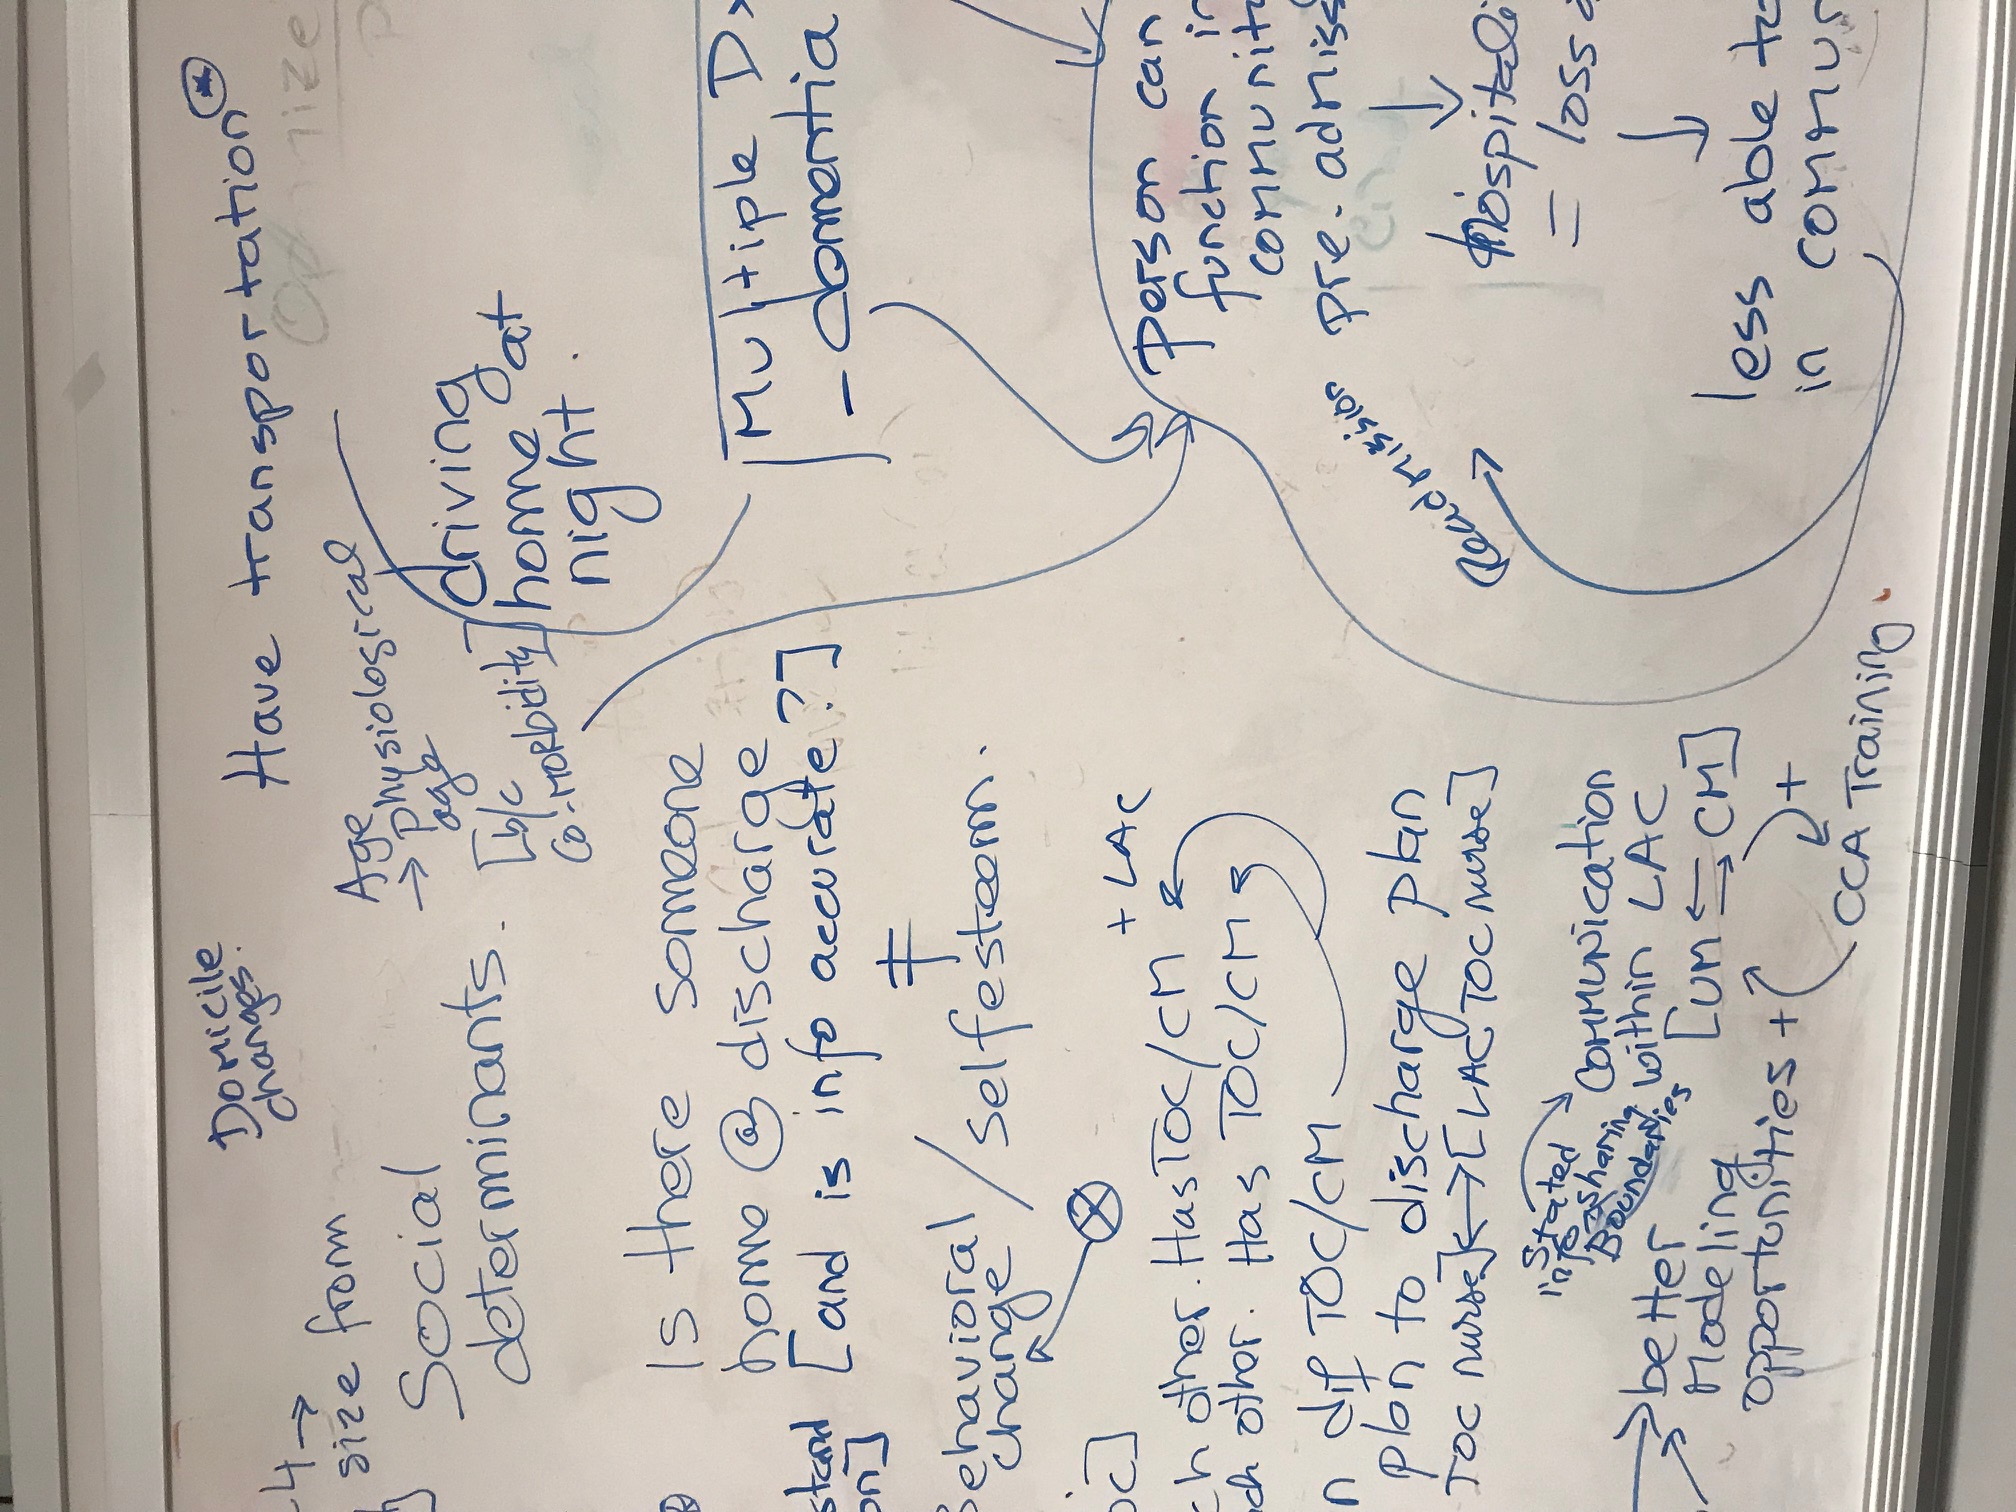 Domicile
changes.
Have transportation
4 →
size from
Social
determinants.
Age
→ physiological
age
[b/c
Co-morbidity]
driving
home at
night.
Is there someone
home @ discharge
[and is info accurate?]
stand
on]
Multiple Dx
- dementia
≠
Behavioral
change / Selfesteem.
oc]
+ LAC
ch other. Has TOC/CM
ch other. Has TOC/CM
n dif TOC/CM
plan to discharge plan
TOC nurse] ↔ [LAC TOC nurse]
Stated
info sharing
Boundaries
Communication
within LAC
[UM ⇆ CM]
better
Modeling
opportunities +
+
CCA Training.
person can
function in
communit
pre-admiss
Readmission
hospitali
= loss
less able to
in commun
Optimize